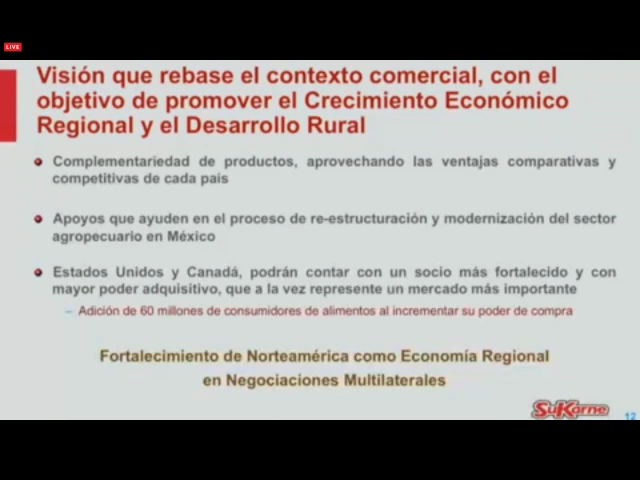 LIVE
Visión que rebase el contexto comercial, con el
objetivo de promover el Crecimiento Económico
Regional y el Desarrollo Rural
Complementariedad de productos, aprovechando las ventajas comparativas y
competitivas de cada país
Apoyos que ayuden en el proceso de re-estructuración y modernización del sector
agropecuario en México
Estados Unidos y Canadá, podrán contar con un socio más fortalecido y con
mayor poder adquisitivo, que a la vez represente un mercado más importante
– Adición de 60 millones de consumidores de alimentos al incrementar su poder de compra
Fortalecimiento de Norteamérica como Economía Regional
en Negociaciones Multilaterales
SuKarne
12